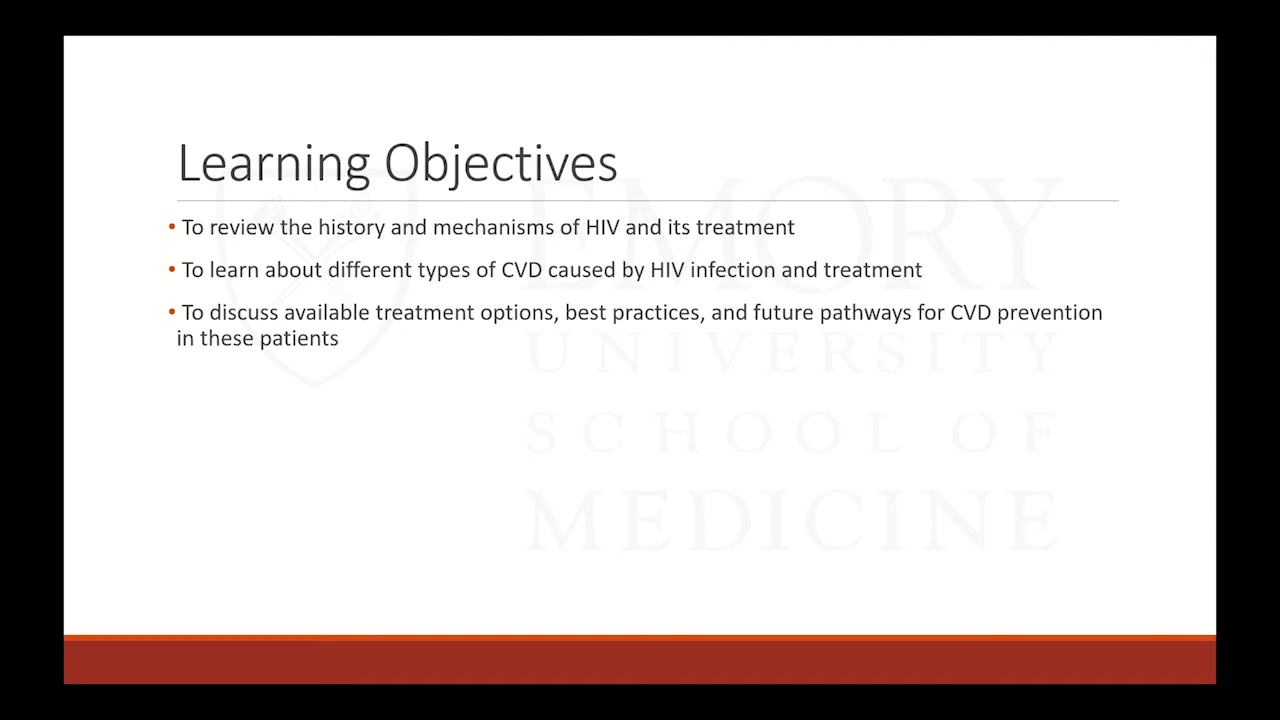 Learning Objectives
• To review the history and mechanisms of HIV and its treatment
• To learn about different types of CVD caused by HIV infection and treatment
• To discuss available treatment options, best practices, and future pathways for CVD prevention
in these patients
EMORY
UNIVERSITY
SCHOOL OF
MEDICINE